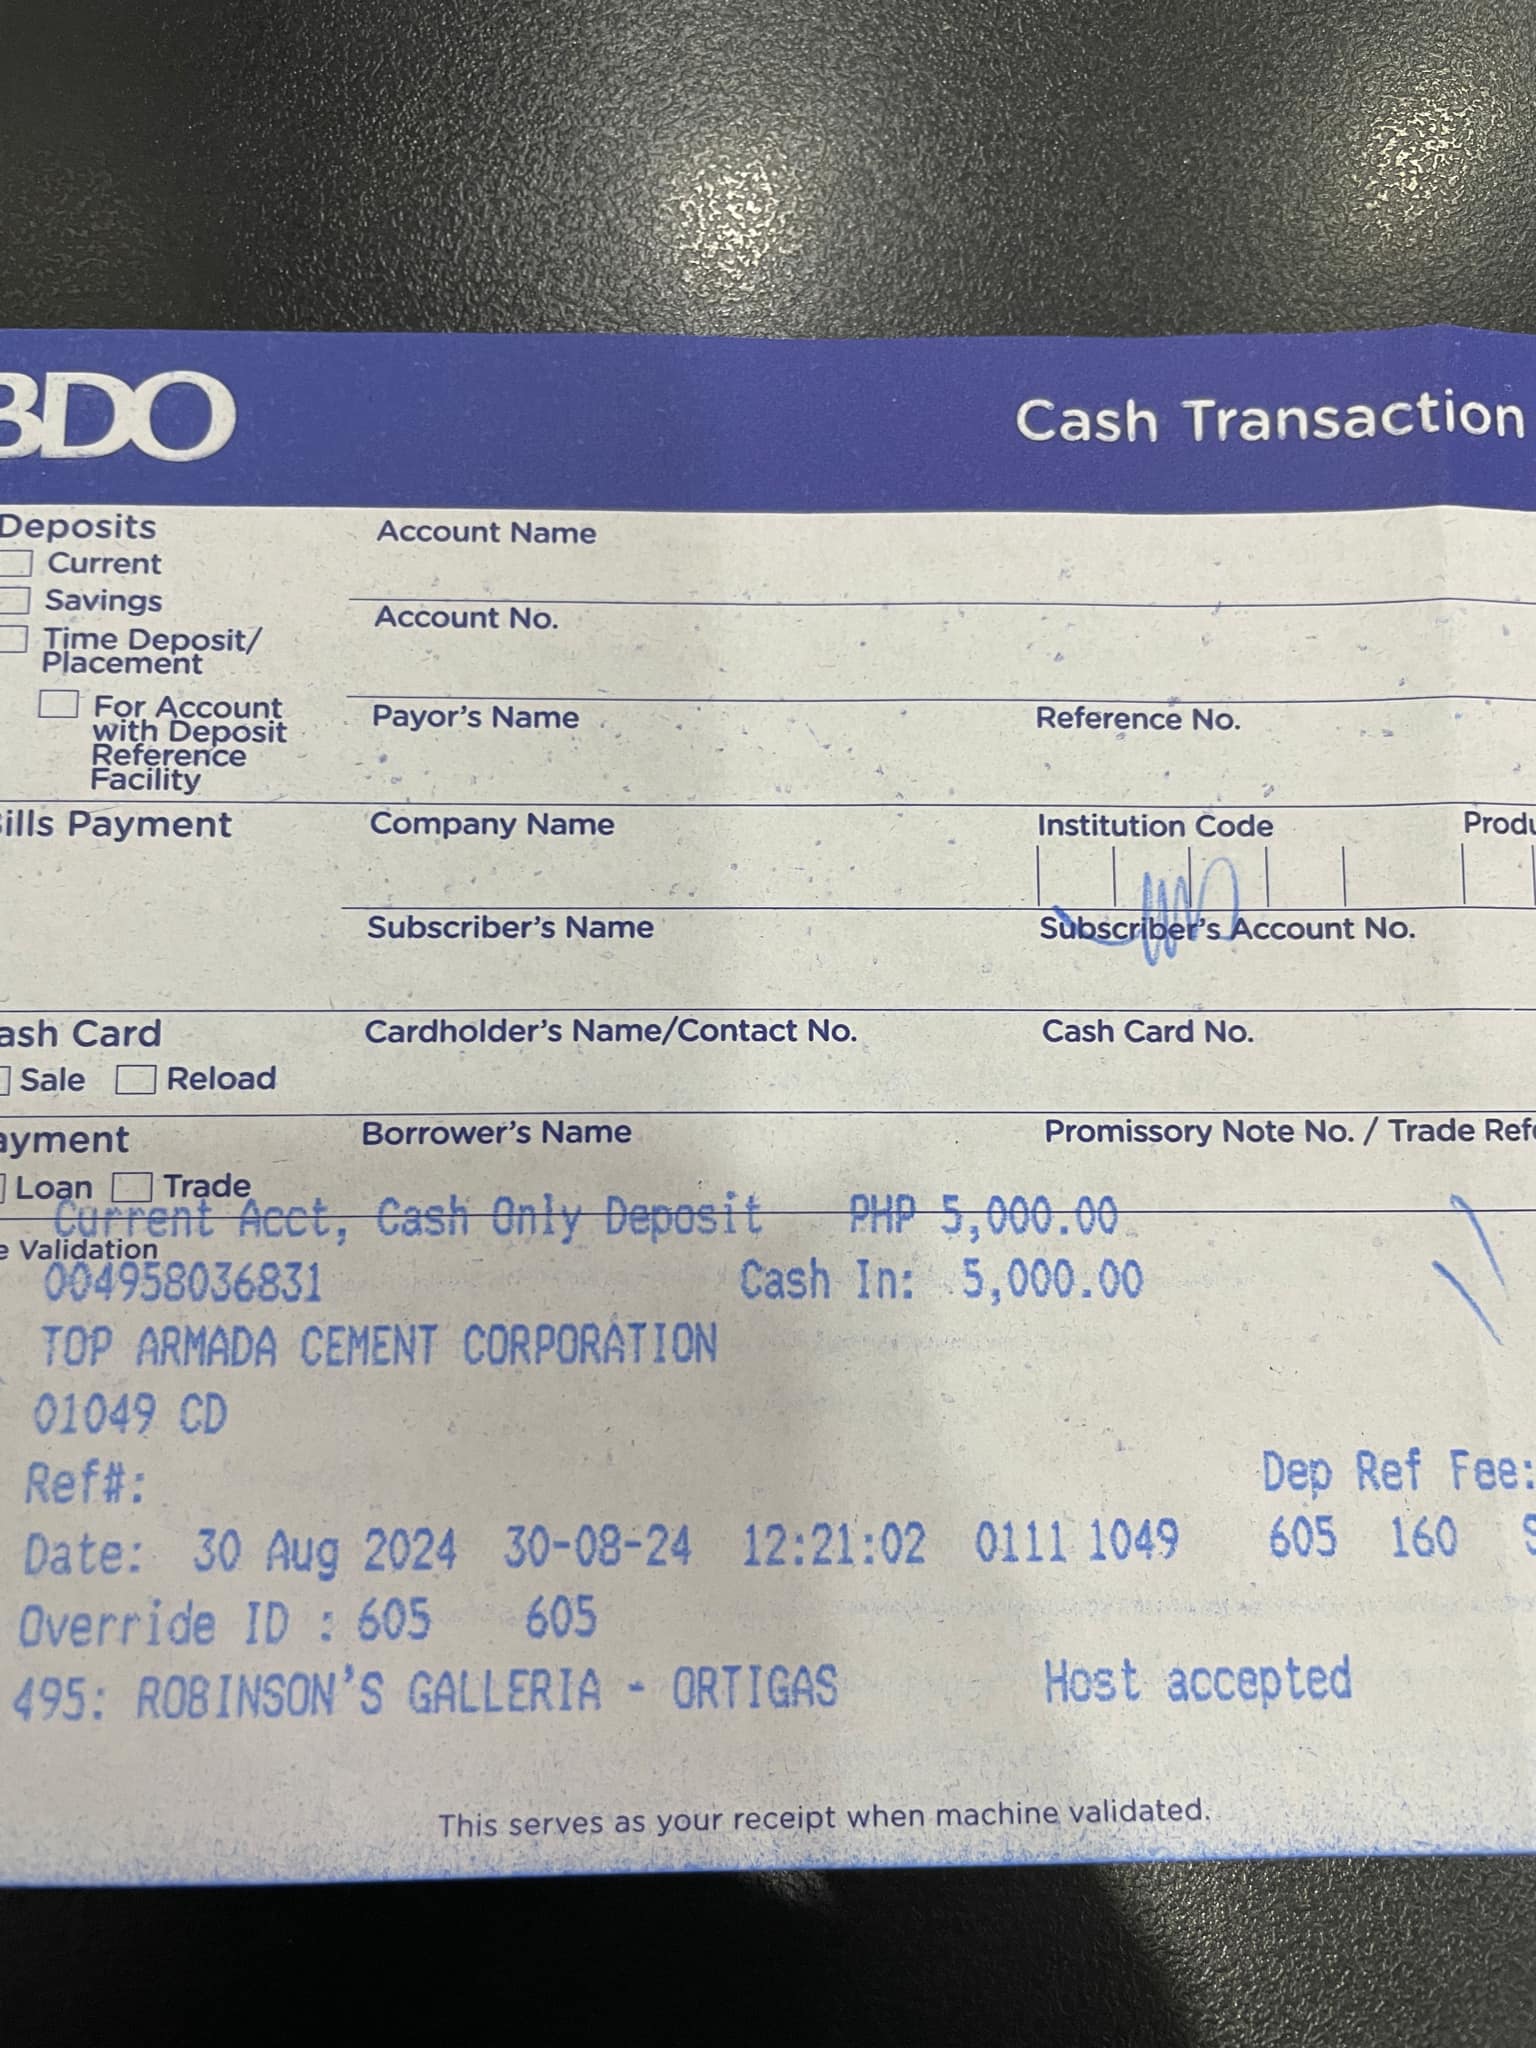 BDO
Cash Transaction
Deposits
Current
Savings
Time Deposit/
Placement
For Account
with Deposit
Reference
Facility
Account Name
Account No.
Payor's Name
Reference No.
Bills Payment
Company Name
Institution Code
Produ
Subscriber's Name
Subscriber's Account No.
ash Card
Sale
Reload
Cardholder's Name/Contact No.
Cash Card No.
ayment
Loan
Trade
Borrower's Name
Promissory Note No. / Trade Refe
Current Acct, Cash Only Deposit PHP 5,000.00
e Validation
004958036831 Cash In: 5,000.00
TOP ARMADA CEMENT CORPORATION
01049 CD
Ref#: Dep Ref Fee:
Date: 30 Aug 2024 30-08-24 12:21:02 0111 1049 605 160
Override ID : 605 605
495: ROBINSON'S GALLERIA - ORTIGAS Host accepted
This serves as your receipt when machine validated.